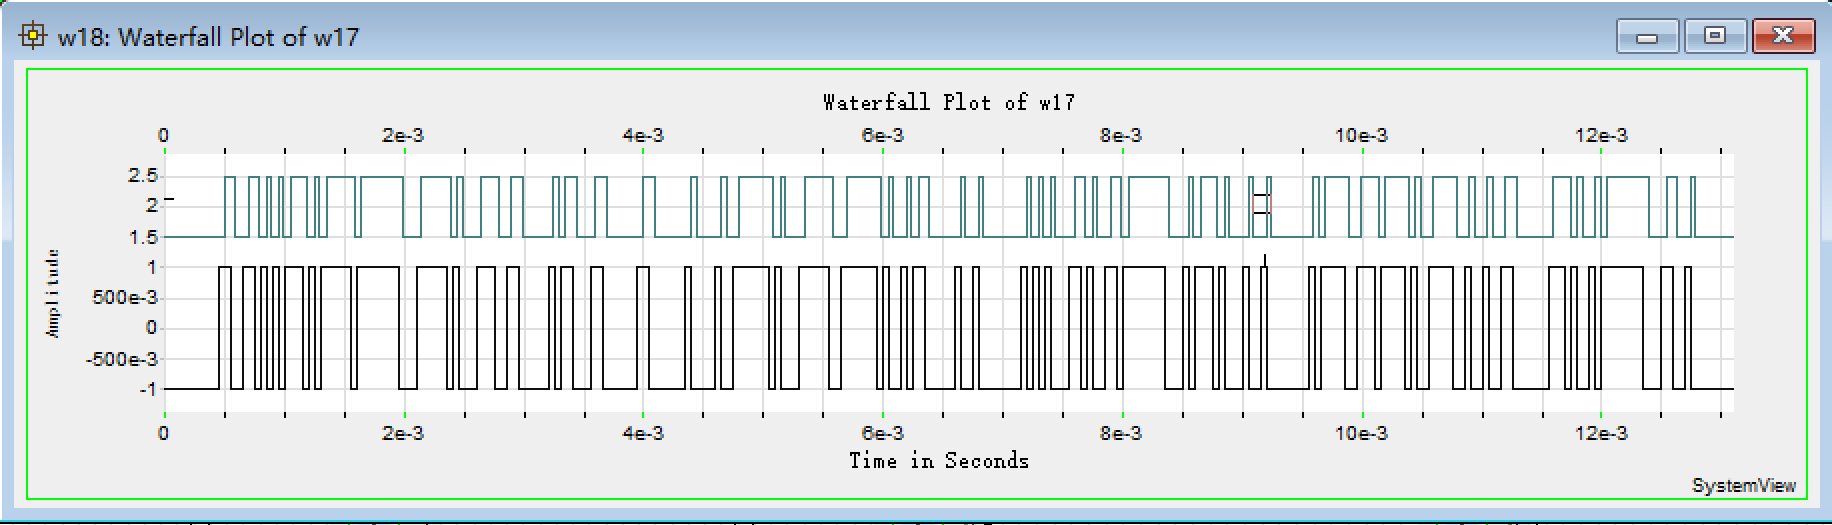 w18: Waterfall Plot of w17
Waterfall Plot of w17
0 2e-3 4e-3 6e-3 8e-3 10e-3 12e-3
2.5
2
1.5
1
500e-3
0
-500e-3
-1
Amplitude
0 2e-3 4e-3 6e-3 8e-3 10e-3 12e-3
Time in Seconds
SystemView